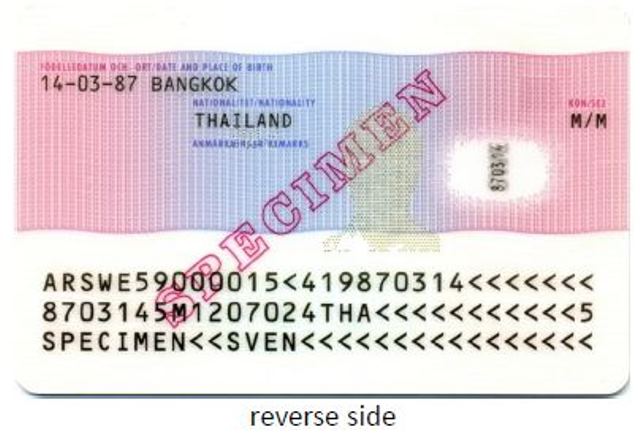 FÖDELSEDATUM OCH -ORT/DATE AND PLACE OF BIRTH
14-03-87 BANGKOK
NATIONALITET/NATIONALITY
THAILAND
KÖN/SEX
M/M
ANMÄRKNINGAR/REMARKS
870314
SPECIMEN
ARSWE59000015<419870314<<<<<<<
8703145M1207024THA<<<<<<<<<<<5
SPECIMEN<<SVEN<<<<<<<<<<<<<<<<
reverse side